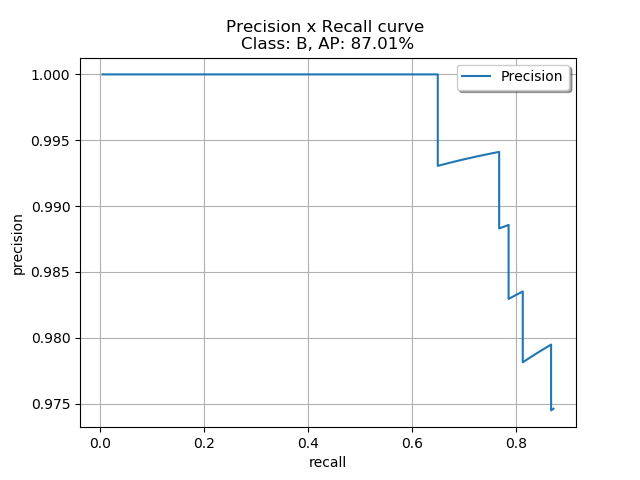 Precision x Recall curve
Class: B, AP: 87.01%
Precision
1.000
0.995
0.990
0.985
0.980
0.975
precision
0.0 0.2 0.4 0.6 0.8
recall